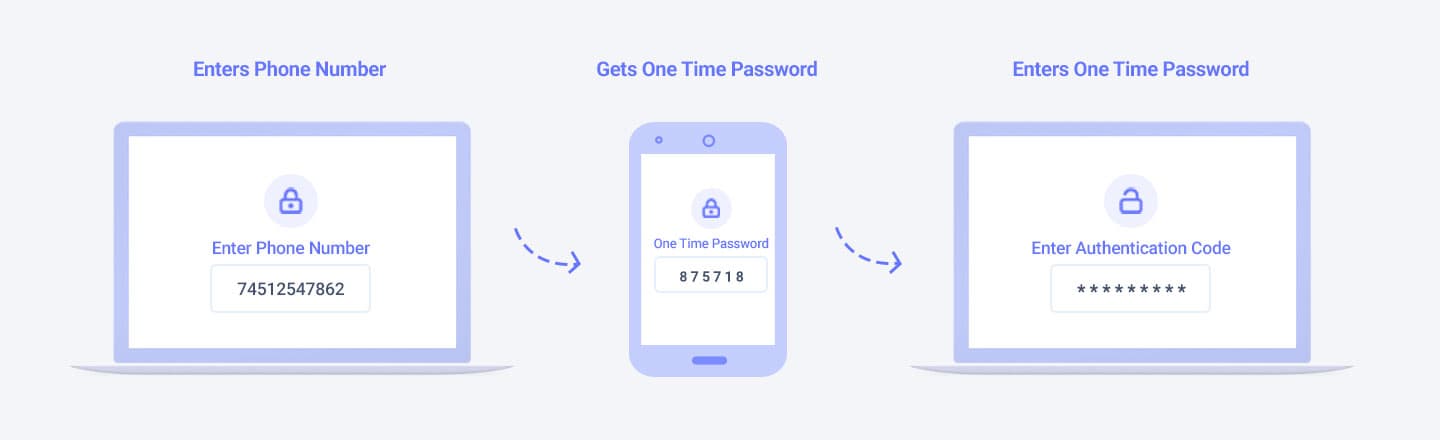 Enters Phone Number
Gets One Time Password
Enters One Time Password
Enter Phone Number
74512547862
One Time Password
875718
Enter Authentication Code
*********